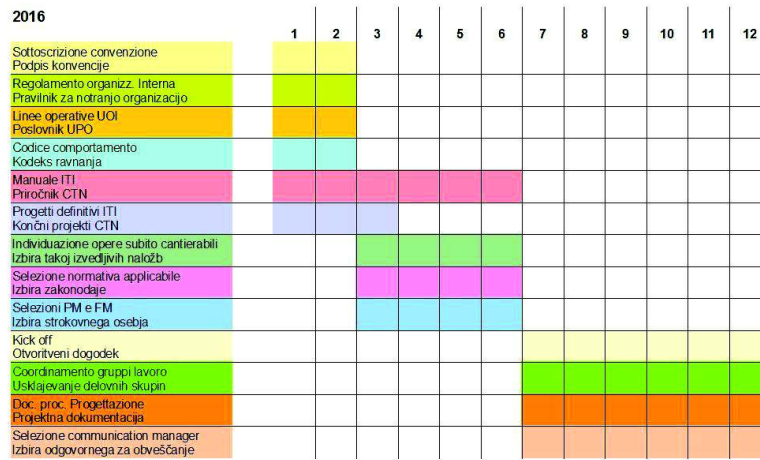 2016
1 2 3 4 5 6 7 8 9 10 11 12
Sottoscrizione convenzione
Podpis konvencije
Regolamento organizz. Interna
Pravilnik za notranjo organizacijo
Linee operative UOI
Poslovnik UPO
Codice comportamento
Kodeks ravnanja
Manuale ITI
Priročnik CTN
Progetti definitivi ITI
Končni projekti CTN
Individuazione opere subito cantierabili
Izbira takoj izvedljivih naložb
Selezione normativa applicabile
Izbira zakonodaje
Selezioni PM e FM
Izbira strokovnega osebja
Kick off
Otvoritveni dogodek
Coordinamento gruppi lavoro
Usklajevanje delovnih skupin
Doc. proc. Progettazione
Projektna dokumentacija
Selezione communication manager
Izbira odgovornega za obveščanje